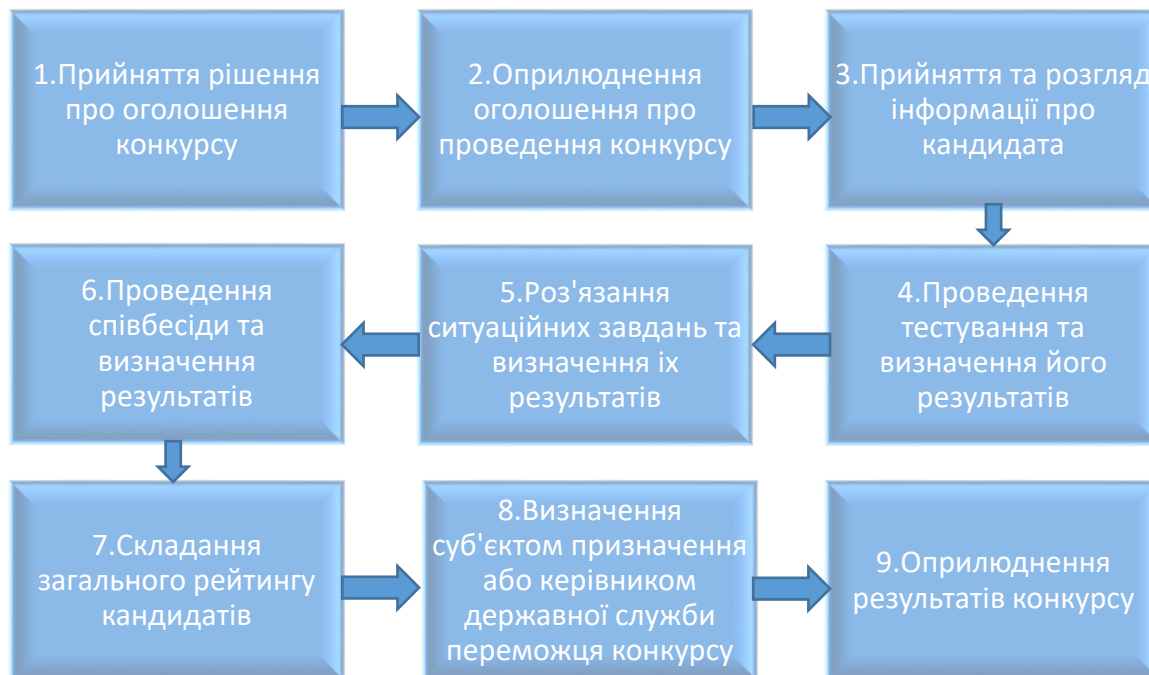 1.Прийняття рішення
про оголошення
конкурсу
2.Оприлюднення
оголошення про
проведення конкурсу
3.Прийняття та розгляд
інформації про
кандидата
4.Проведення
тестування та
визначення його
результатів
5.Роз'язання
ситуаційних завдань та
визначення іх
результатів
6.Проведення
співбесіди та
визначення
результатів
7.Складання
загального рейтингу
кандидатів
8.Визначення
суб'єктом призначення
або керівником
державної служби
переможця конкурсу
9.Оприлюднення
результатів конкурсу